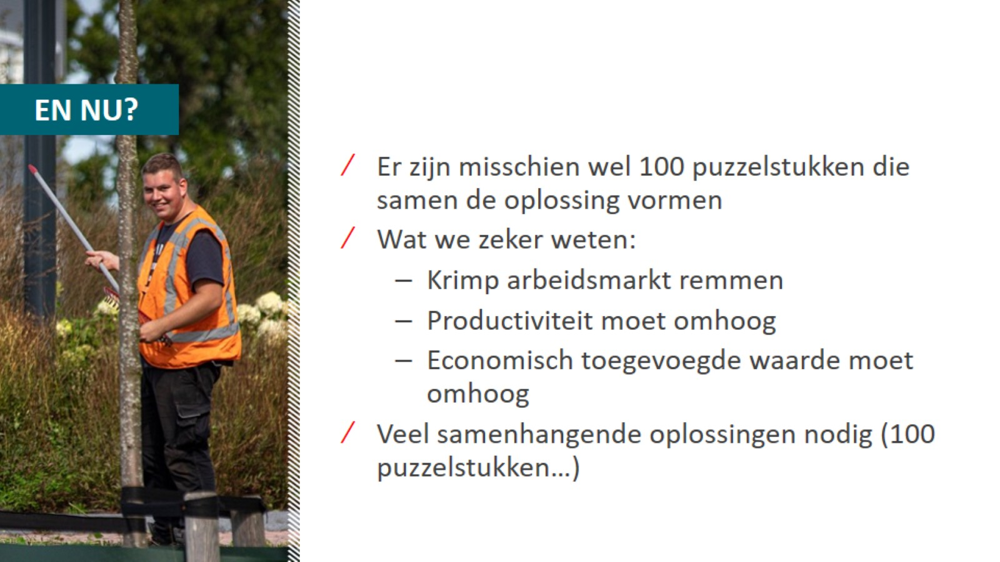 EN NU?
/ Er zijn misschien wel 100 puzzelstukken die
samen de oplossing vormen
/ Wat we zeker weten:
– Krimp arbeidsmarkt remmen
– Productiviteit moet omhoog
– Economisch toegevoegde waarde moet
omhoog
/ Veel samenhangende oplossingen nodig (100
puzzelstukken...)